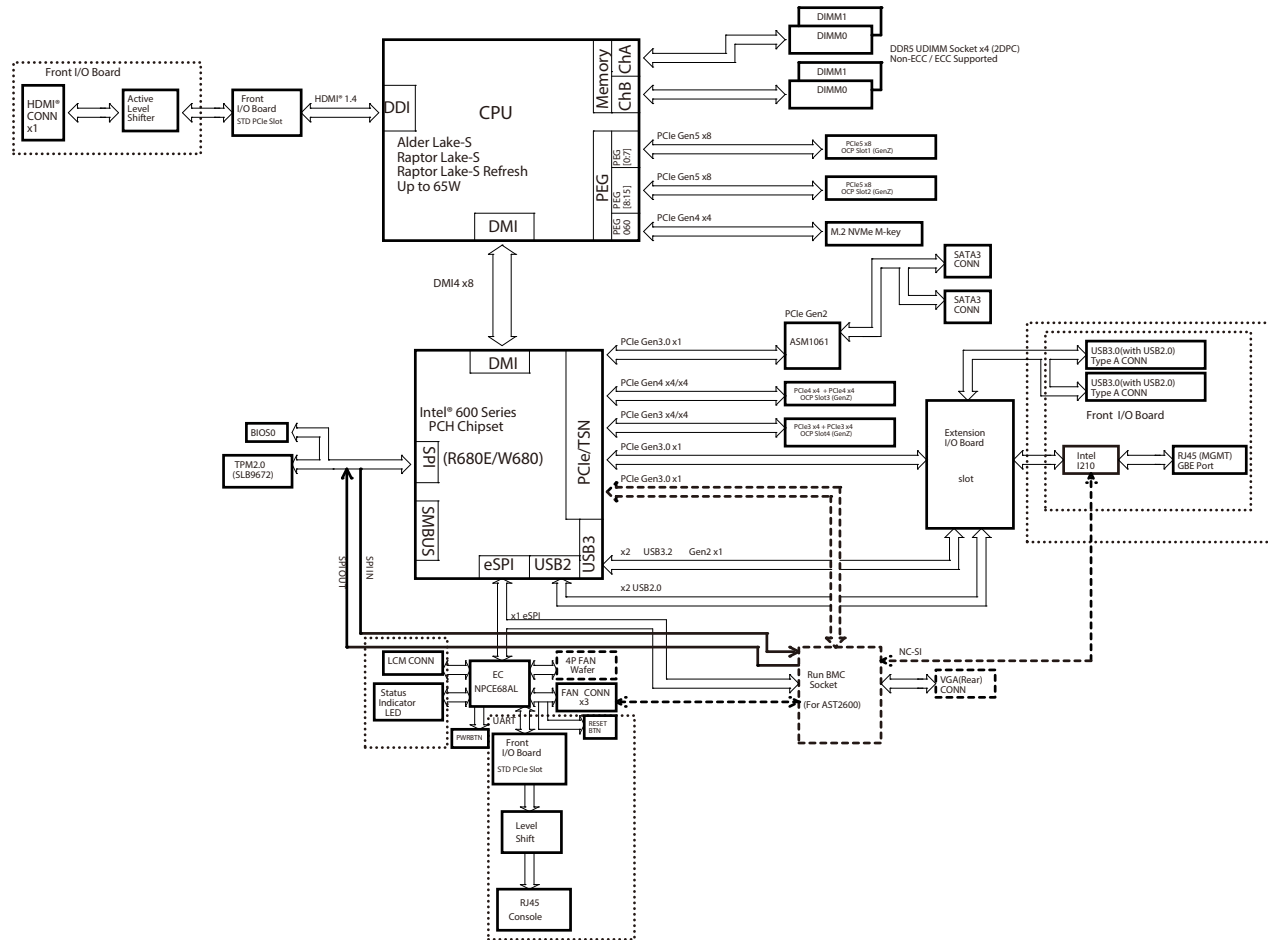 DIMM1
DIMM0
DDR5 UDIMM Socket x4 (2DPC)
Non-ECC / ECC Supported
DIMM1
DIMM0
Front I/O Board
HDMI®
CONN
x1
Active
Level
Shifter
Front
I/O Board
STD PCIe Slot
HDMI® 1.4
DDI
CPU
Memory
ChA
ChB
Alder Lake-S
Raptor Lake-S
Raptor Lake-S Refresh
Up to 65W
PEG
PEG
[0:7]
PEG
[8:15]
PEG
060
DMI
PCIe Gen5 x8
PCIe5 x8
OCP Slot1 (GenZ)
PCIe Gen5 x8
PCIe5 x8
OCP Slot2 (GenZ)
PCIe Gen4 x4
M.2 NVMe M-key
DMI4 x8
SATA3
CONN
SATA3
CONN
PCIe Gen2
ASM1061
DMI
Intel® 600 Series
PCH Chipset
(R680E/W680)
SPI
SMBUS
eSPI
USB2
USB3
PCIe/TSN
PCIe Gen3.0 x1
PCIe Gen4 x4/x4
PCIe4 x4 + PCIe4 x4
OCP Slot3 (GenZ)
PCIe Gen3 x4/x4
PCIe3 x4 + PCIe3 x4
OCP Slot4 (GenZ)
PCIe Gen3.0 x1
PCIe Gen3.0 x1
Extension
I/O Board
slot
USB3.0(with USB2.0)
Type A CONN
USB3.0(with USB2.0)
Type A CONN
Front I/O Board
Intel
I210
RJ45 (MGMT)
GBE Port
BIOS0
TPM2.0
(SLB9672)
SPI OUT
SPI IN
x2 USB3.2 Gen2 x1
x2 USB2.0
x1 eSPI
LCM CONN
Status
Indicator
LED
EC
NPCE68AL
4P FAN
Wafer
FAN CONN
x3
PWRBTN
UART
RESET
BTN
Front
I/O Board
STD PCIe Slot
Level
Shift
RJ45
Console
Run BMC
Socket
(For AST2600)
NC-SI
VGA(Rear)
CONN